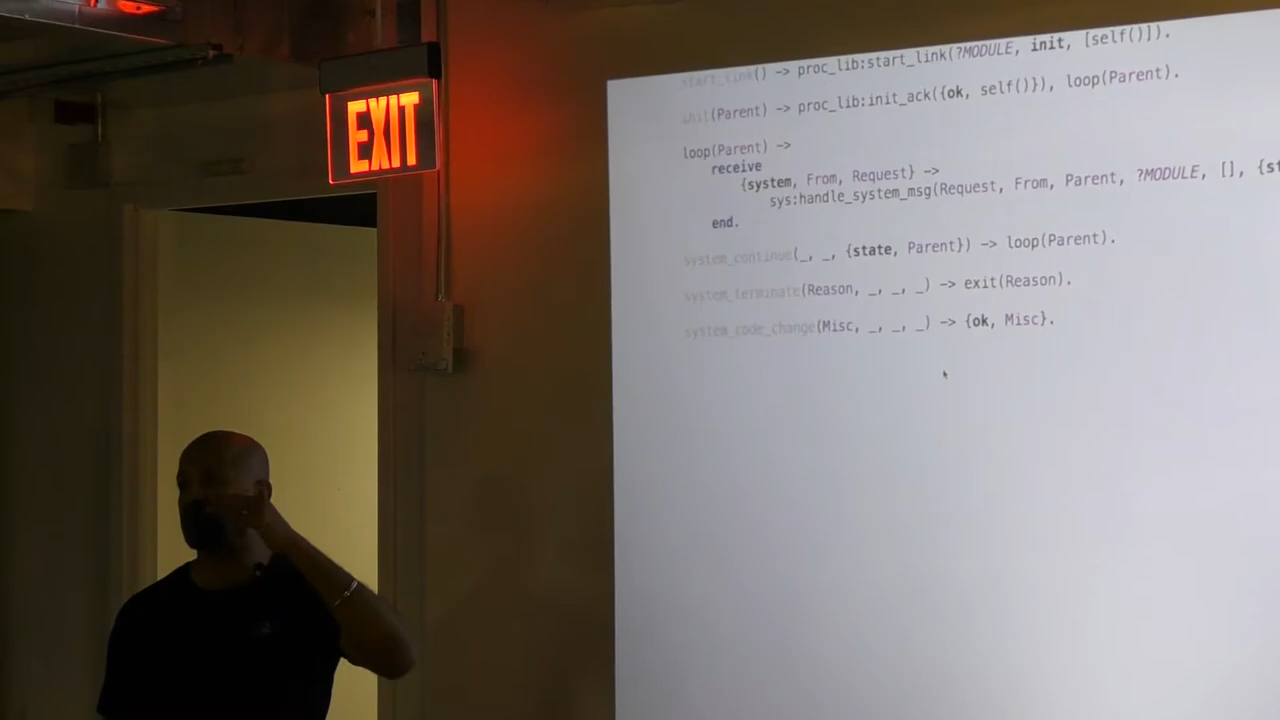 EXIT
start_link() -> proc_lib:start_link(?MODULE, init, [self()]).
init(Parent) -> proc_lib:init_ack({ok, self()}), loop(Parent).
loop(Parent) ->
receive
{system, From, Request} ->
sys:handle_system_msg(Request, From, Parent, ?MODULE, [], {st
end.
system_continue(_, _, {state, Parent}) -> loop(Parent).
system_terminate(Reason, _, _, _) -> exit(Reason).
system_code_change(Misc, _, _, _) -> {ok, Misc}.